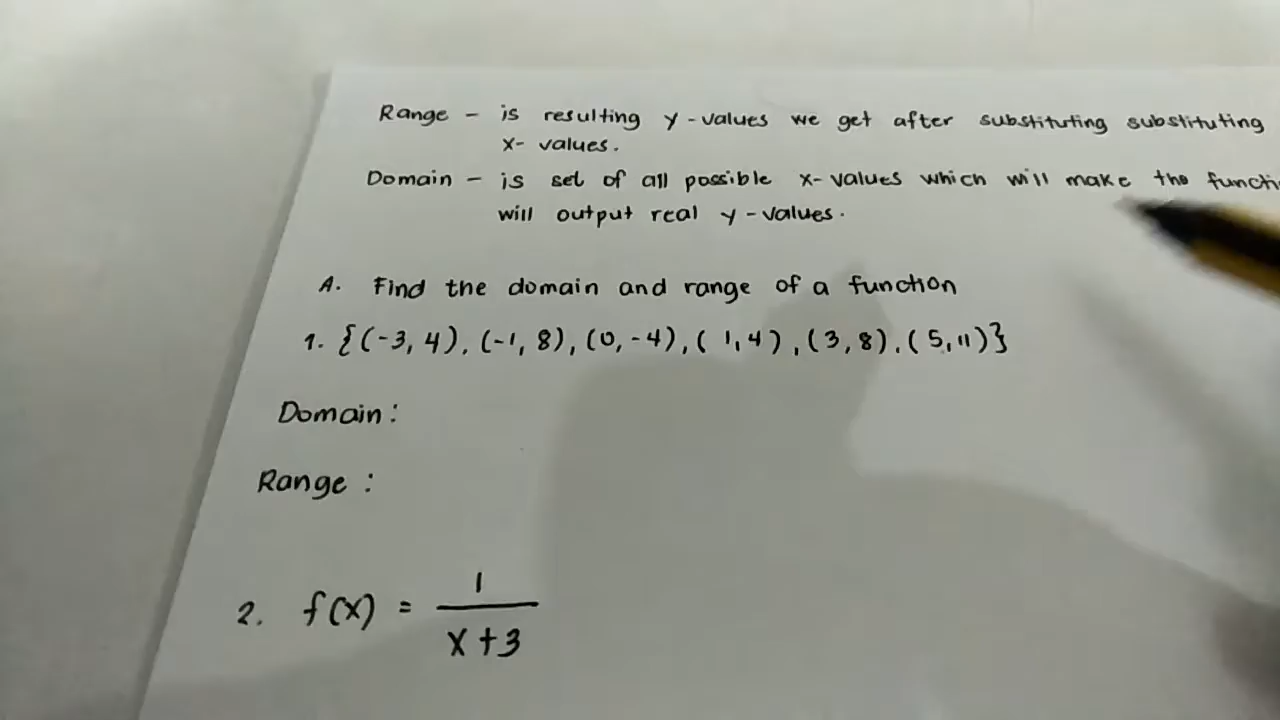 Range - is resulting y-values we get after substituting substituting
x- values.
Domain - is set of all possible x-values which will make the
will output real y-values.
A. Find the domain and range of a function
1. {(-3, 4), (-1, 8), (0, -4), (1,4), (3, 8), (5,11)}
Domain:
Range:
2. f(x) = 1
x+3